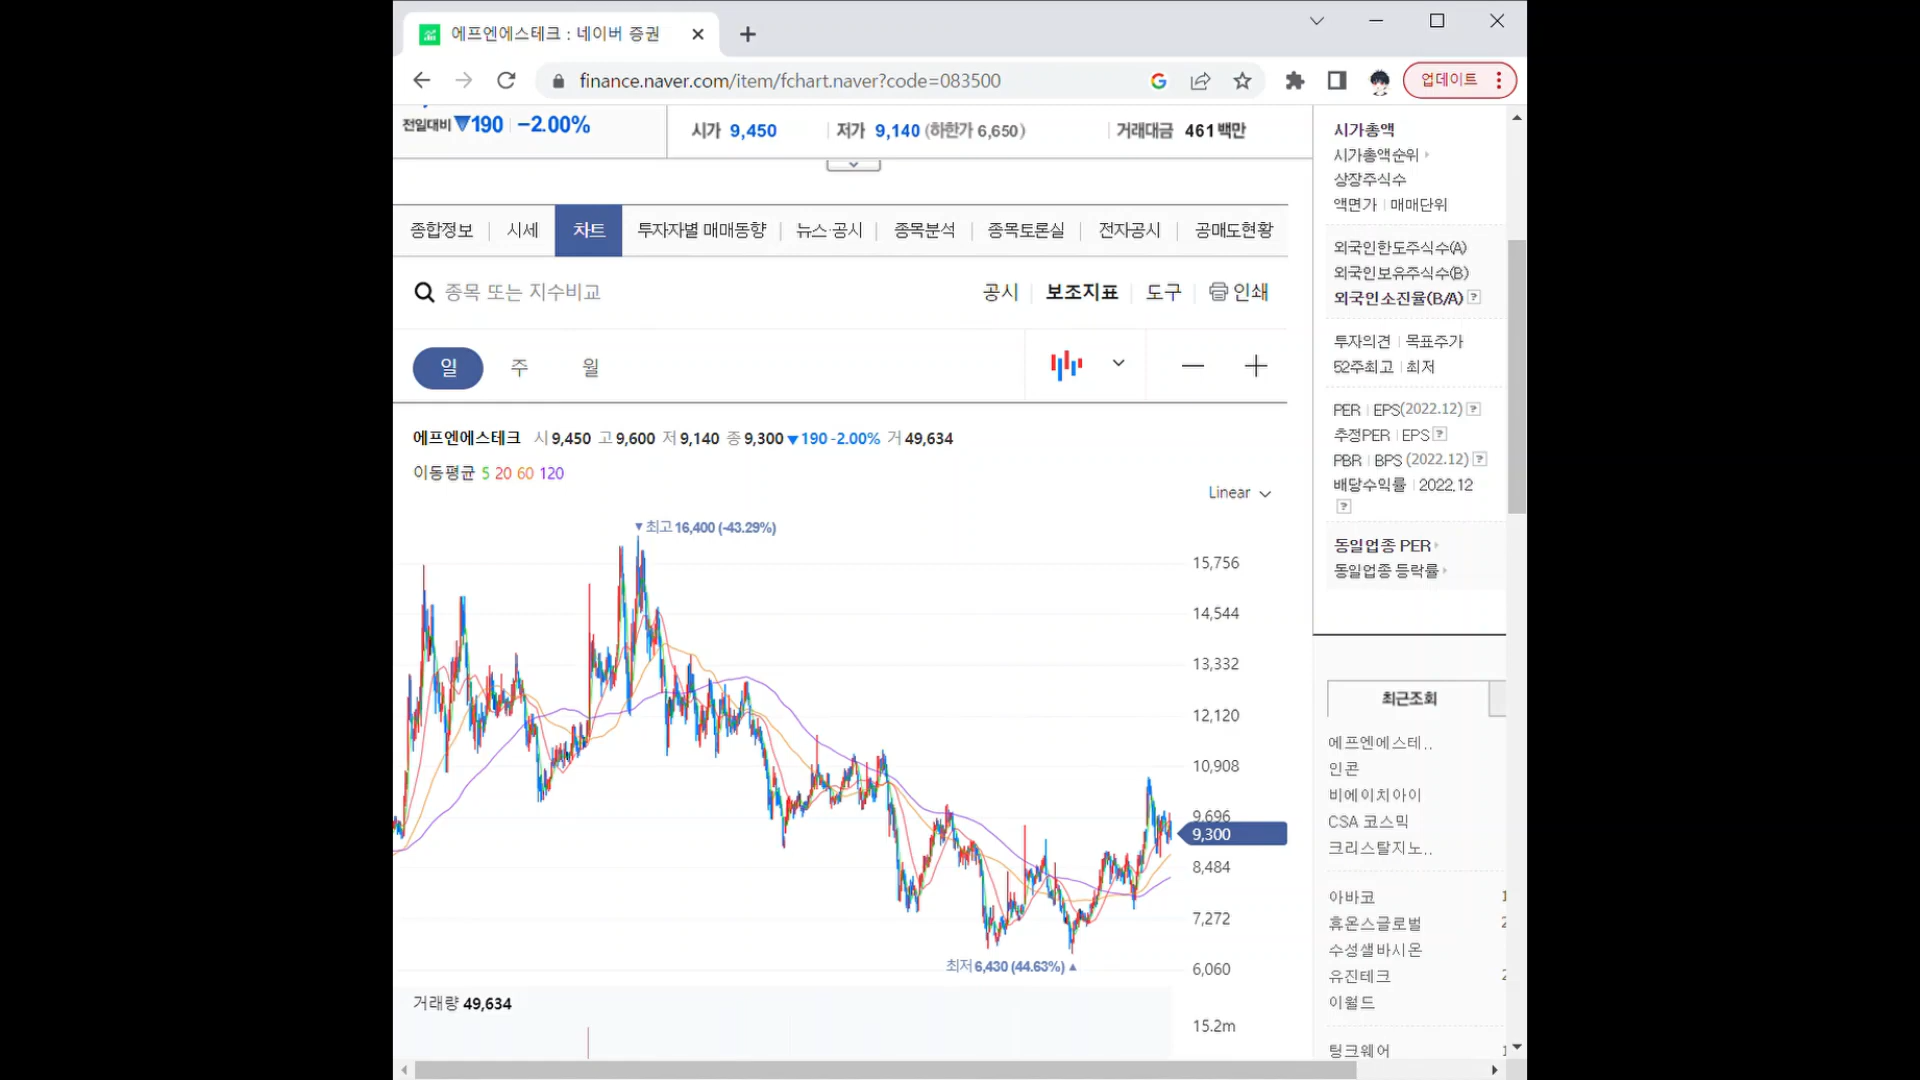 에프엔에스테크 : 네이버 증권
finance.naver.com/item/fchart.naver?code=083500
업데이트
전일대비 ▼190 -2.00%
시가 9,450 저가 9,140 (하한가 6,650) 거래대금 461 백만
종합정보 시세 차트 투자자별 매매동향 뉴스·공시 종목분석 종목토론실 전자공시 공매도현황
종목 또는 지수비교
공시 보조지표 도구 인쇄
일 주 월
에프엔에스테크 시 9,450 고 9,600 저 9,140 종 9,300 ▼190 -2.00% 거 49,634
이동평균 5 20 60 120
Linear
▼최고 16,400 (-43.29%)
15,756
14,544
13,332
12,120
10,908
9,696
9,300
8,484
7,272
최저 6,430 (44.63%) ▲
6,060
거래량 49,634
15.2m
시가총액
시가총액순위
상장주식수
액면가 매매단위
외국인한도주식수(A)
외국인보유주식수(B)
외국인소진율(B/A) ?
투자의견 목표주가
52주최고 최저
PER EPS(2022.12) ?
추정PER EPS ?
PBR BPS (2022.12) ?
배당수익률 2022.12
?
동일업종 PER
동일업종 등락률
최근조회
에프엔에스테..
인콘
비에이치아이
CSA 코스믹
크리스탈지노..
아바코
휴온스글로벌
수성샐바시온
유진테크
이월드
팅크웨어